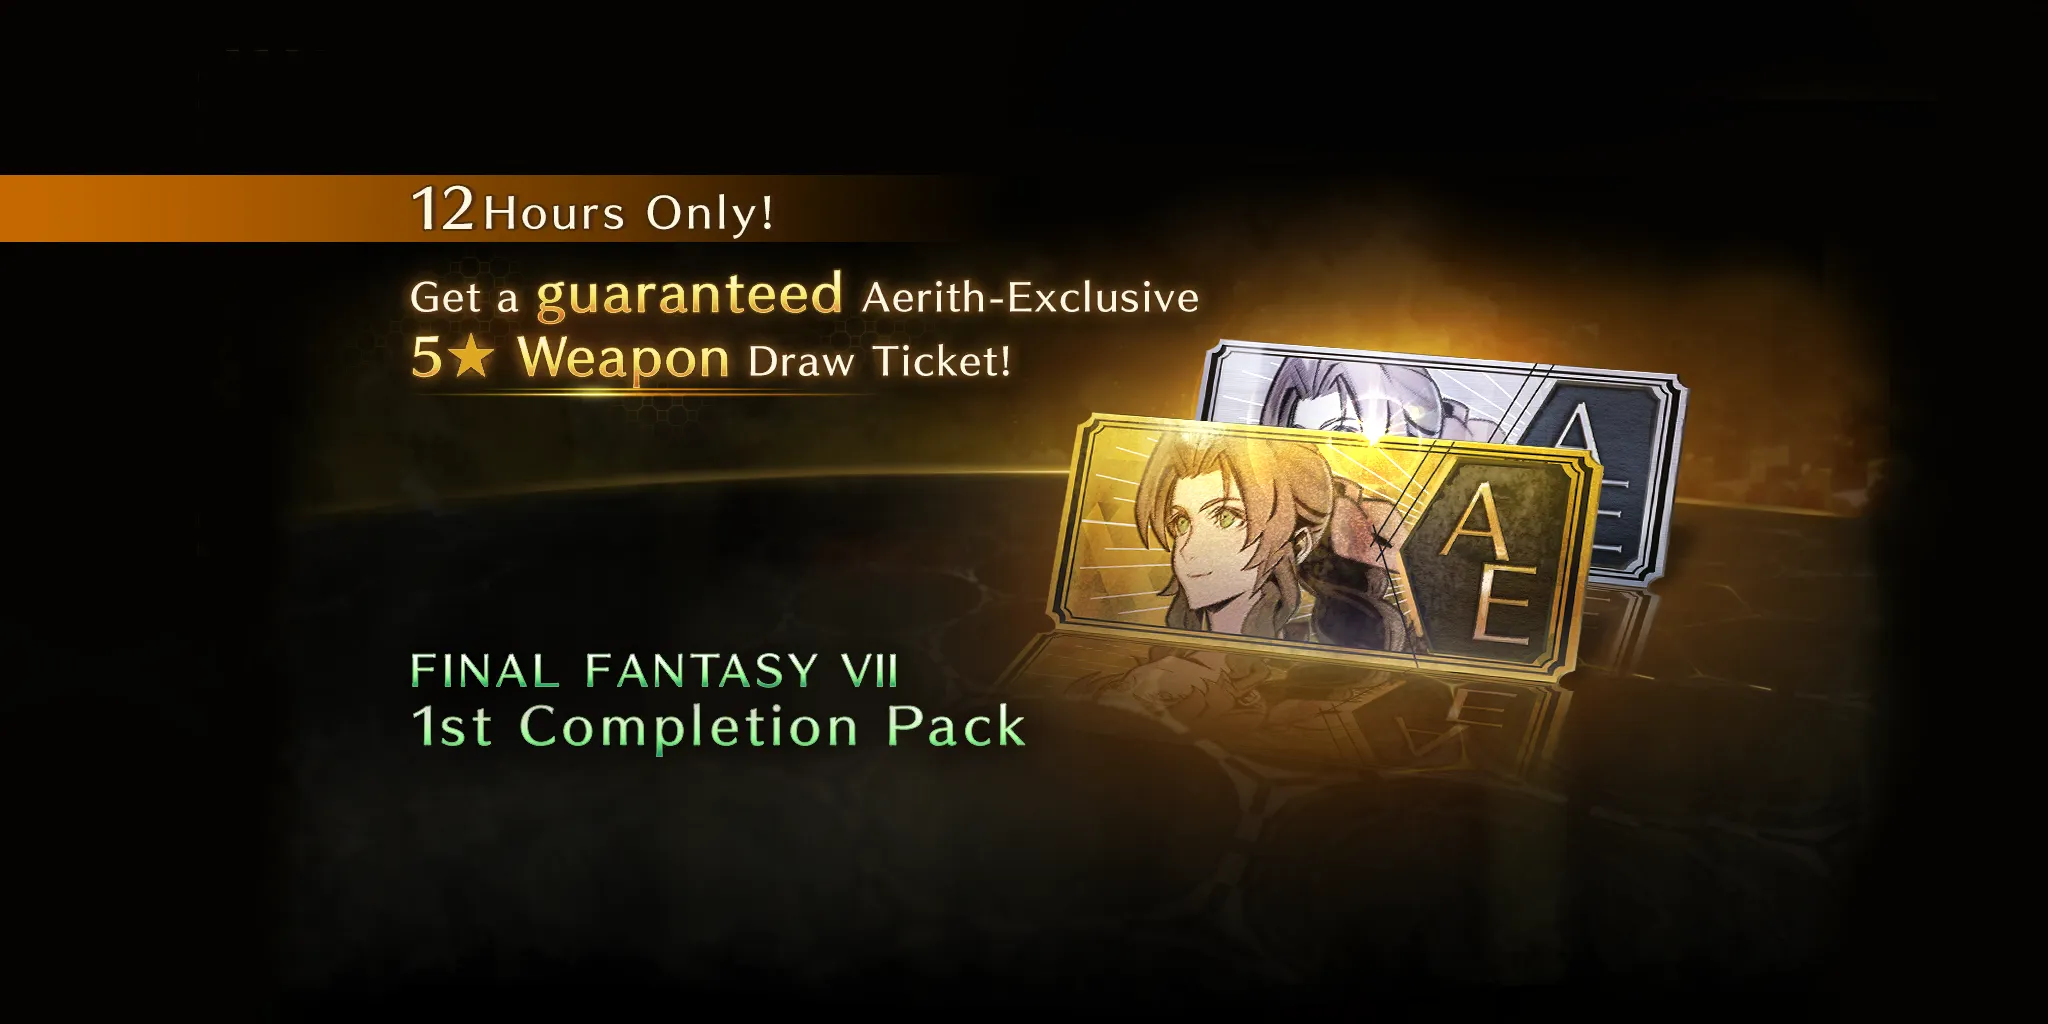 12 Hours Only!
Get a guaranteed Aerith-Exclusive
5★ Weapon Draw Ticket!
A
E
A
E
FINAL FANTASY VII
1st Completion Pack